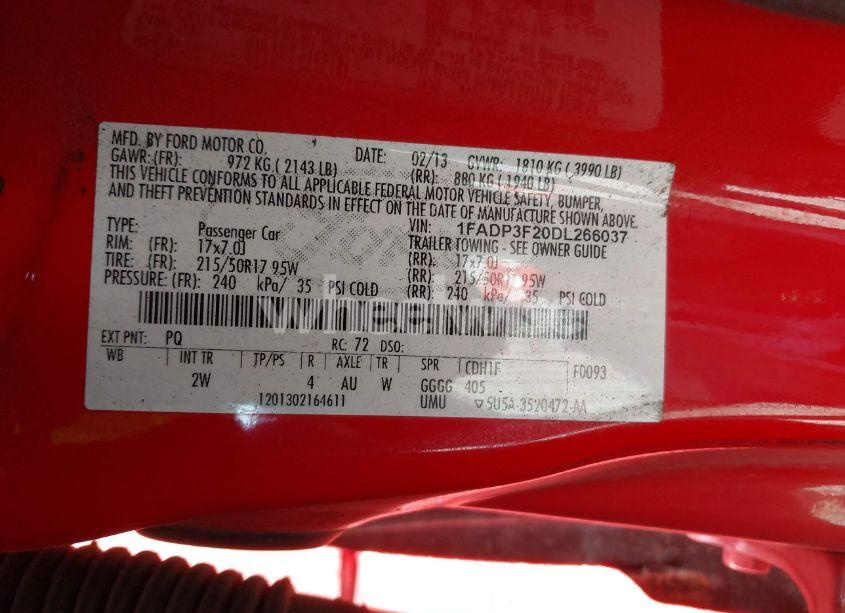 MFD. BY FORD MOTOR CO.
DATE: 02/13 GVWR: 1810 KG ( 3990 LB)
GAWR: (FR): 972 KG ( 2143 LB) (RR): 880 KG ( 1940 LB)
THIS VEHICLE CONFORMS TO ALL APPLICABLE FEDERAL MOTOR VEHICLE SAFETY, BUMPER,
AND THEFT PREVENTION STANDARDS IN EFFECT ON THE DATE OF MANUFACTURE SHOWN ABOVE.
VIN: 1FADP3F20DL266037
TYPE: Passenger Car TRAILER TOWING - SEE OWNER GUIDE
RIM: (FR): 17x7.0J (RR): 17x7.0J
TIRE: (FR): 215/50R17 95W (RR): 215/50R17 95W
PRESSURE: (FR): 240 kPa/ 35 PSI COLD (RR): 240 kPa/ 35 PSI COLD
EXT PNT: PQ RC: 72 DSO:
WB INT TR TP/PS R AXLE TR SPR CDH1F F0093
2W 4 AU W GGGG 405
1201302164611 UMU 5U5A-3520472-AA